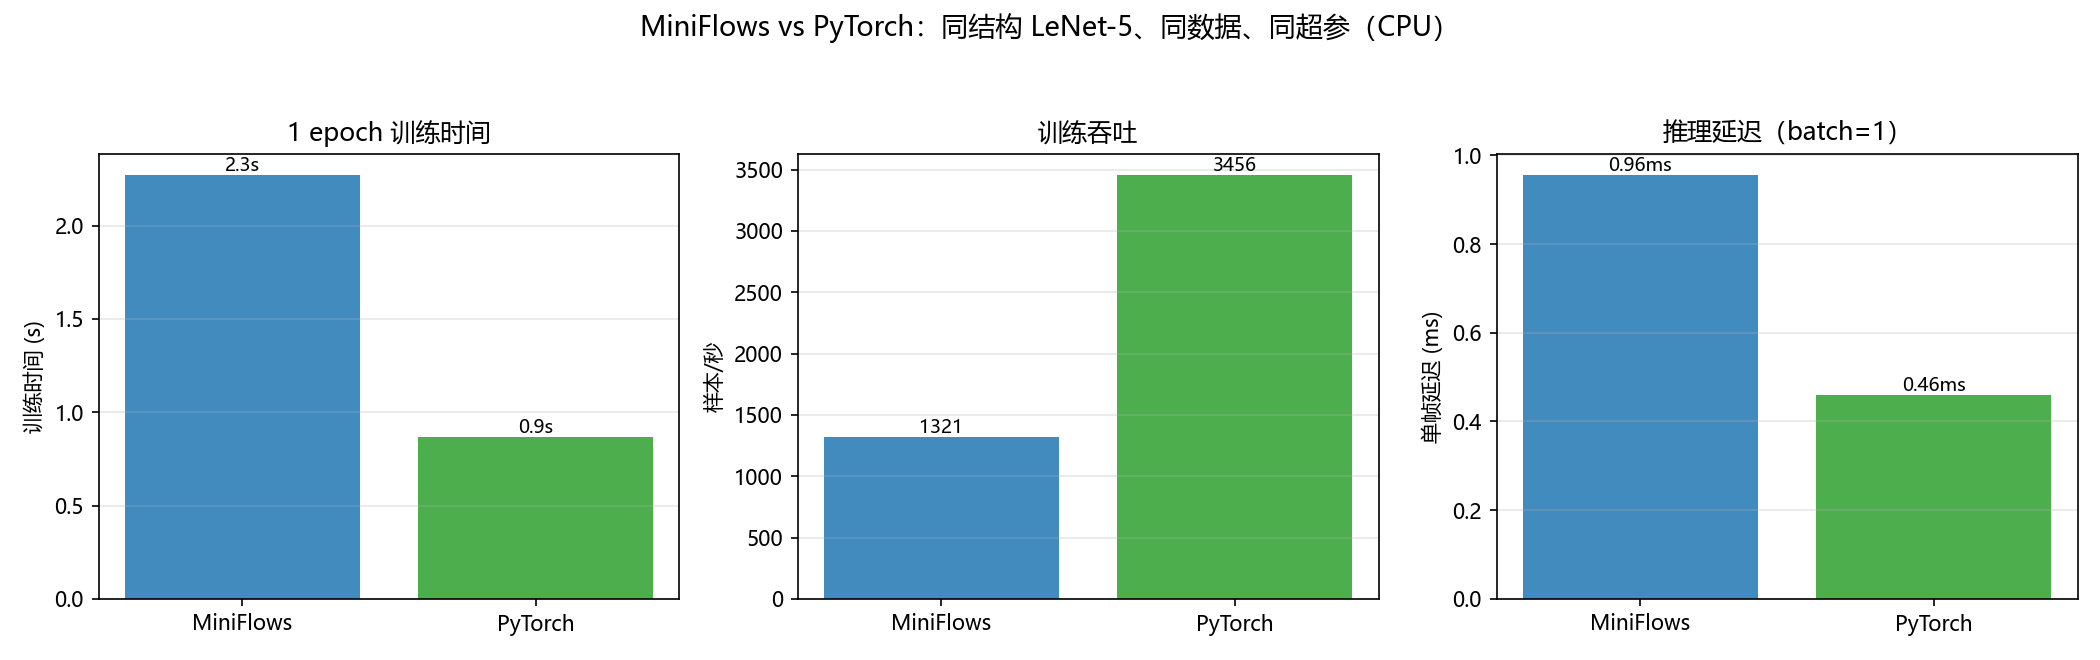 MiniFlows vs PyTorch：同结构 LeNet-5、同数据、同超参（CPU）
1 epoch 训练时间
训练时间 (s)
2.0
1.5
1.0
0.5
0.0
2.3s
0.9s
MiniFlows
PyTorch
训练吞吐
样本/秒
3500
3000
2500
2000
1500
1000
500
0
1321
3456
MiniFlows
PyTorch
推理延迟（batch=1）
单帧延迟 (ms)
1.0
0.8
0.6
0.4
0.2
0.0
0.96ms
0.46ms
MiniFlows
PyTorch